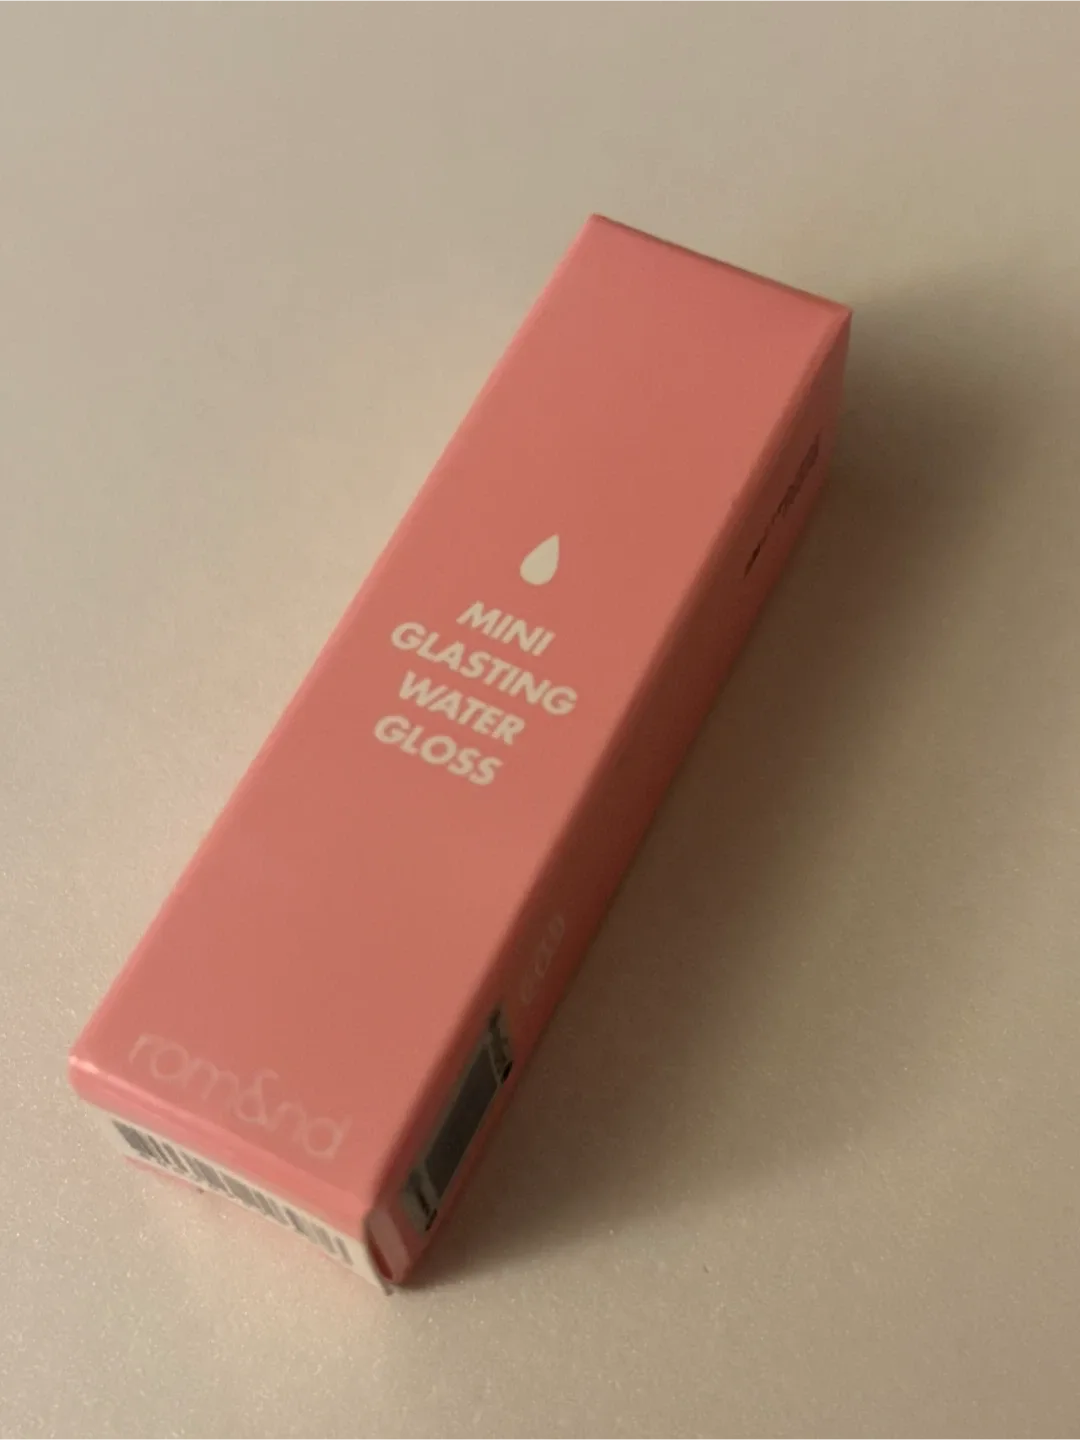 MINI
GLASTING
WATER
GLOSS
rom&nd